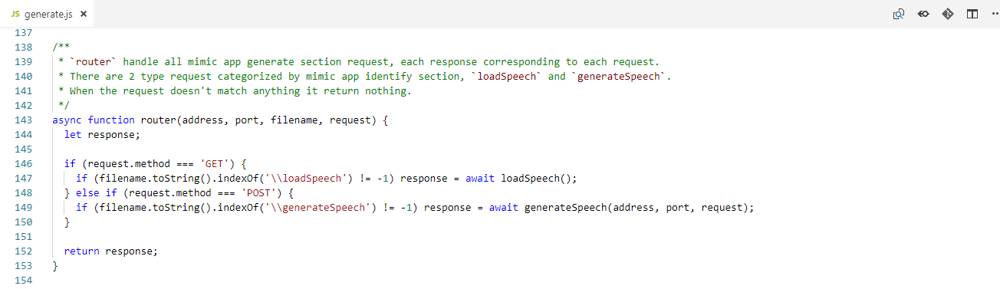 JS generate.js ×
137
138 /**
139  * `router` handle all mimic app generate section request, each response corresponding to each request.
140  * There are 2 type request categorized by mimic app identify section, `loadSpeech` and `generateSpeech`.
141  * When the request doesn't match anything it return nothing.
142  */
143 async function router(address, port, filename, request) {
144   let response;
145
146   if (request.method === 'GET') {
147     if (filename.toString().indexOf('\\loadSpeech') != -1) response = await loadSpeech();
148   } else if (request.method === 'POST') {
149     if (filename.toString().indexOf('\\generateSpeech') != -1) response = await generateSpeech(address, port, request);
150   }
151
152   return response;
153 }
154